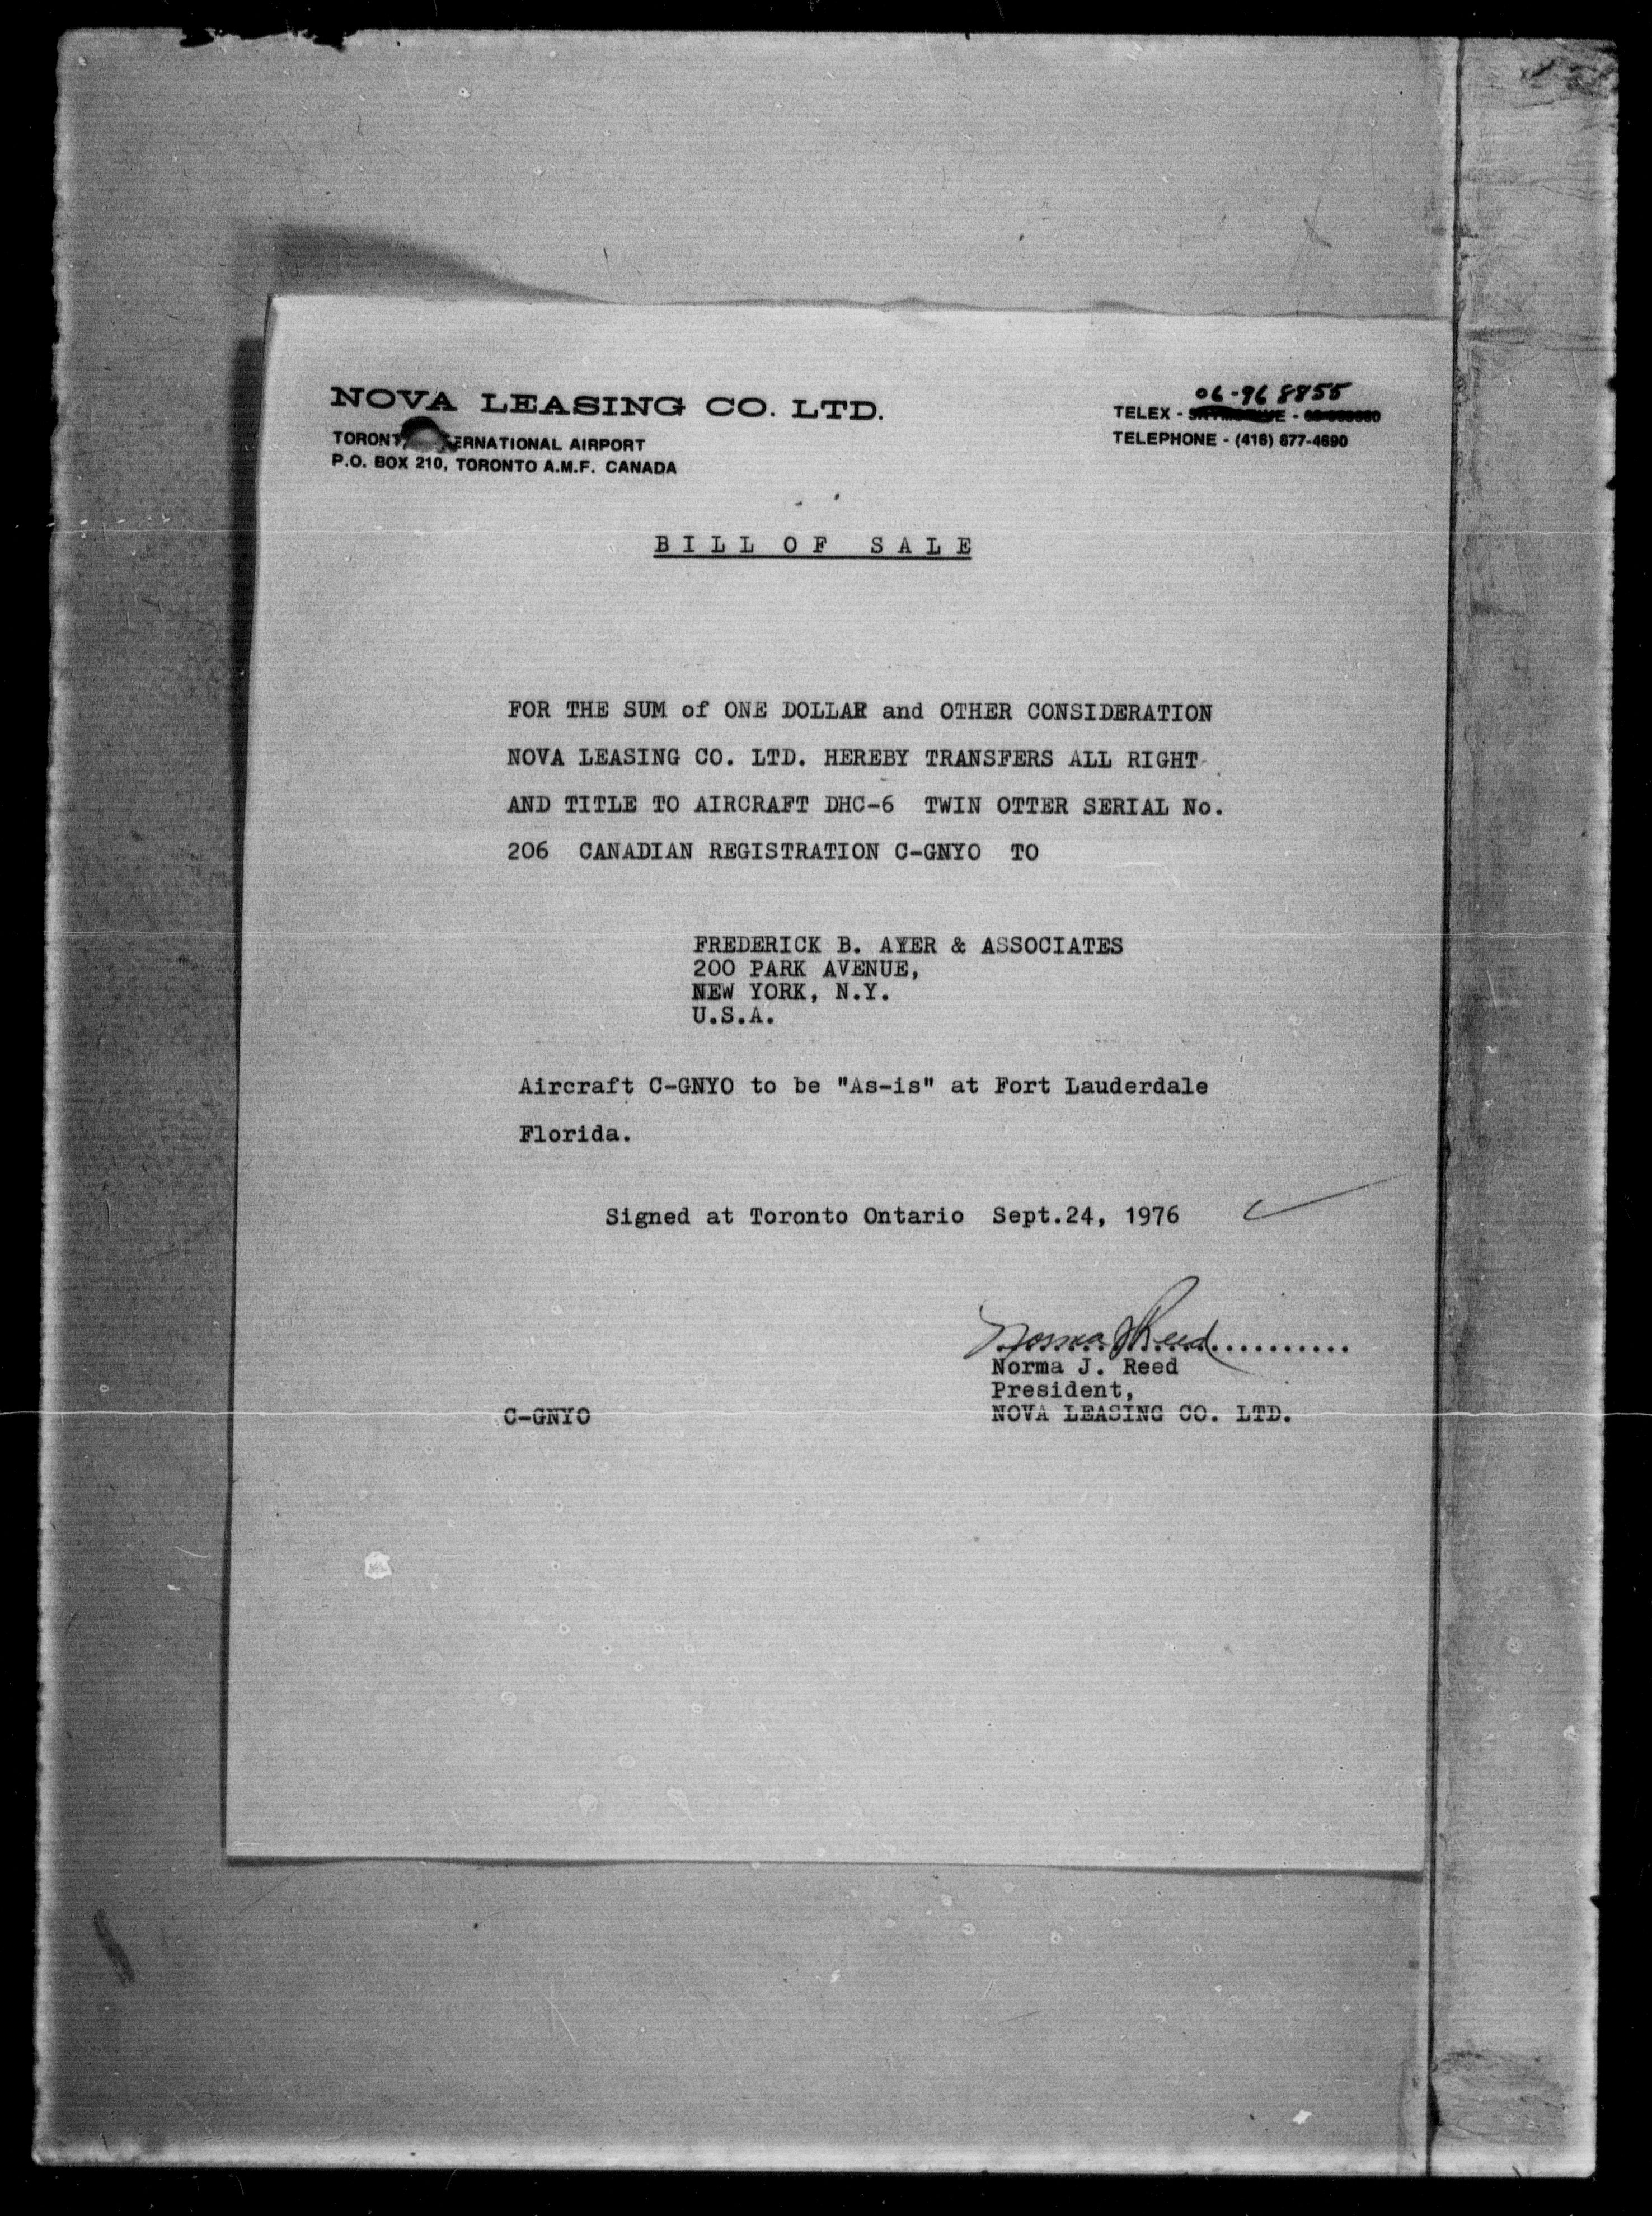 NOVA LEASING CO. LTD.
ERNATIONAL AIRPORT
P.O. BOX 210, TORONTO A.M.F. CANADA
06-968855
TELEX -
TELEPHONE - (416) 677-4690
BILL OF SALE
FOR THE SUM of ONE DOLLAR and OTHER CONSIDERATION
NOVA LEASING CO. LTD. HEREBY TRANSFERS ALL RIGHT
AND TITLE TO AIRCRAFT DHC-6 TWIN OTTER SERIAL No.
206 CANADIAN REGISTRATION C-GNYO TO
FREDERICK B. AYER & ASSOCIATES
200 PARK AVENUE,
NEW YORK, N.Y.
U.S.A.
Aircraft C-GNYO to be "As-is" at Fort Lauderdale
Florida.
Signed at Toronto Ontario Sept.24, 1976
Norma J Reed
Norma J. Reed
President,
NOVA LEASING CO. LTD.
C-GNYO